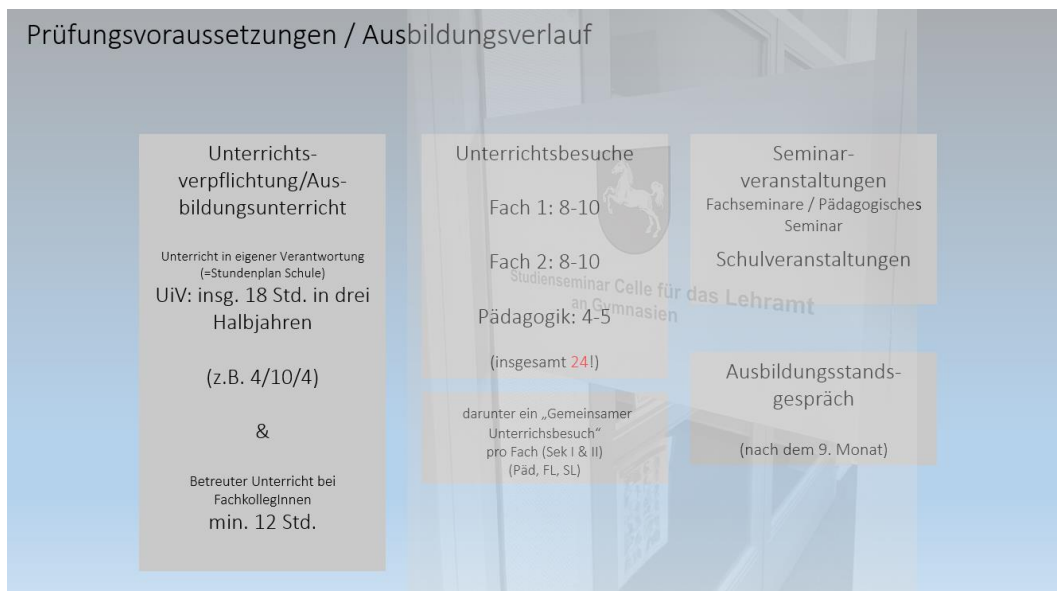 Prüfungsvoraussetzungen / Ausbildungsverlauf
Unterrichts-
verpflichtung/Aus-
bildungsunterricht
Unterricht in eigener Verantwortung
(=Stundenplan Schule)
UiV: insg. 18 Std. in drei
Halbjahren
(z.B. 4/10/4)
&
Betreuter Unterricht bei
FachkollegInnen
min. 12 Std.
Unterrichtsbesuche
Fach 1: 8-10
Fach 2: 8-10
Pädagogik: 4-5
(insgesamt 24!)
darunter ein „Gemeinsamer
Unterrichsbesuch“
pro Fach (Sek I & II)
(Päd, FL, SL)
Seminar-
veranstaltungen
Fachseminare / Pädagogisches
Seminar
Schulveranstaltungen
Ausbildungsstands-
gespräch
(nach dem 9. Monat)
Studienseminar Celle für das Lehramt
an Gymnasien